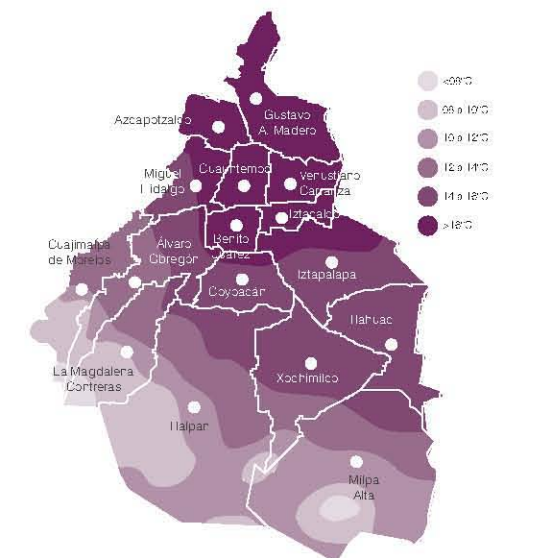 Gustavo
A. Madero
Azcapotzalco
Cuauhtemoc
Miguel
Hidalgo
Venustiano
Carranza
Iztacalco
Benito
Juárez
Cuajimalpa
de Morelos
Álvaro
Obregón
Iztapalapa
Coyoacán
Tlahuac
La Magdalena
Contreras
Xochimilco
Tlalpan
Milpa
Alta
<08°C
08 a 10°C
10 a 12°C
12 a 14°C
14 a 16°C
>16°C